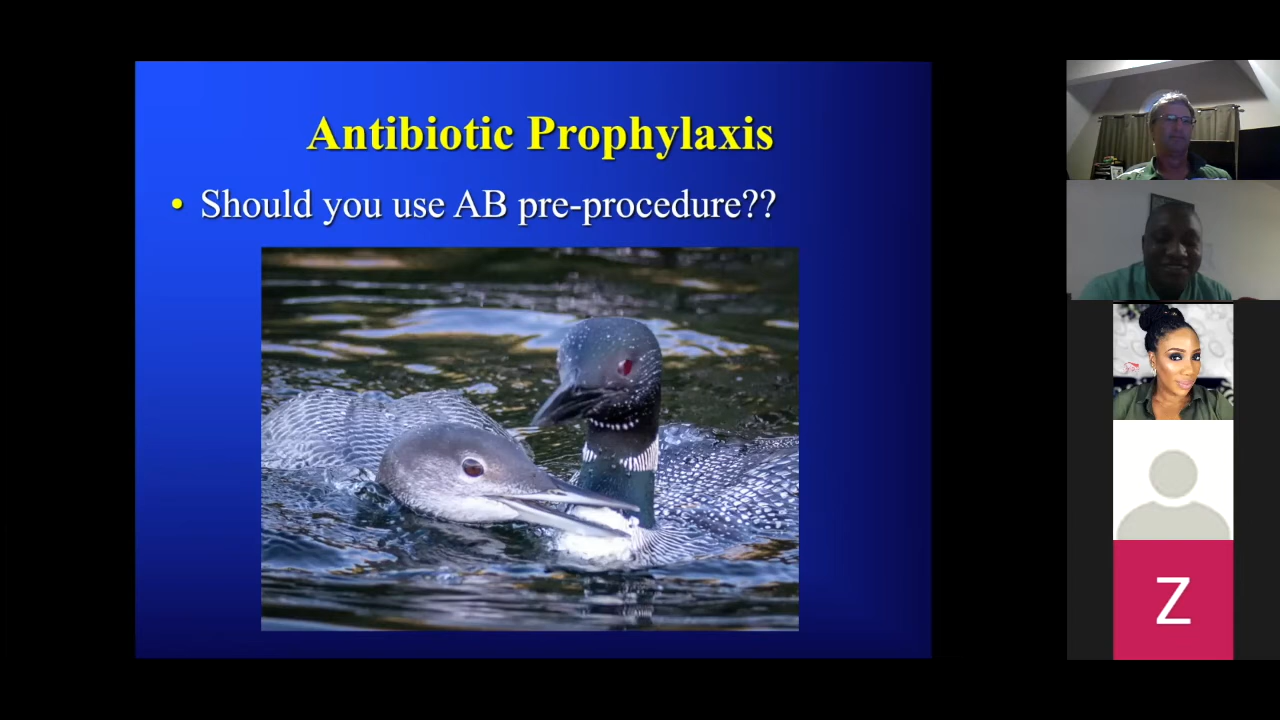 Antibiotic Prophylaxis
• Should you use AB pre-procedure??
Z